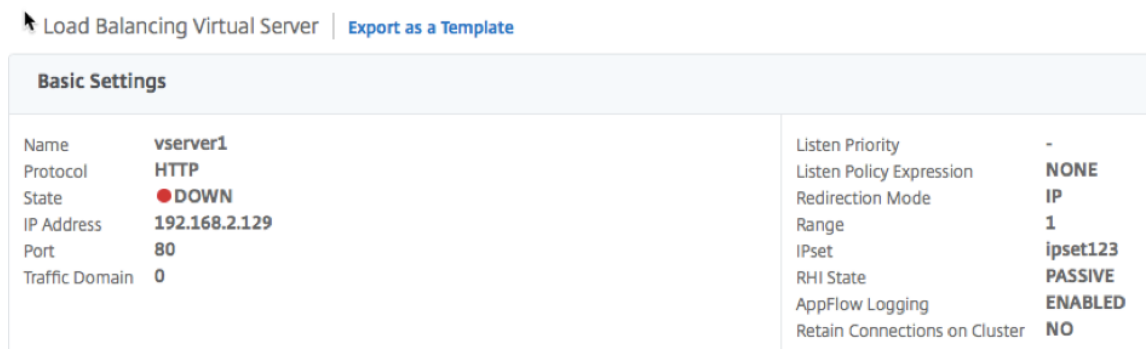 Load Balancing Virtual Server | Export as a Template
Basic Settings
Name vserver1
Protocol HTTP
State DOWN
IP Address 192.168.2.129
Port 80
Traffic Domain 0
Listen Priority -
Listen Policy Expression NONE
Redirection Mode IP
Range 1
IPset ipset123
RHI State PASSIVE
AppFlow Logging ENABLED
Retain Connections on Cluster NO